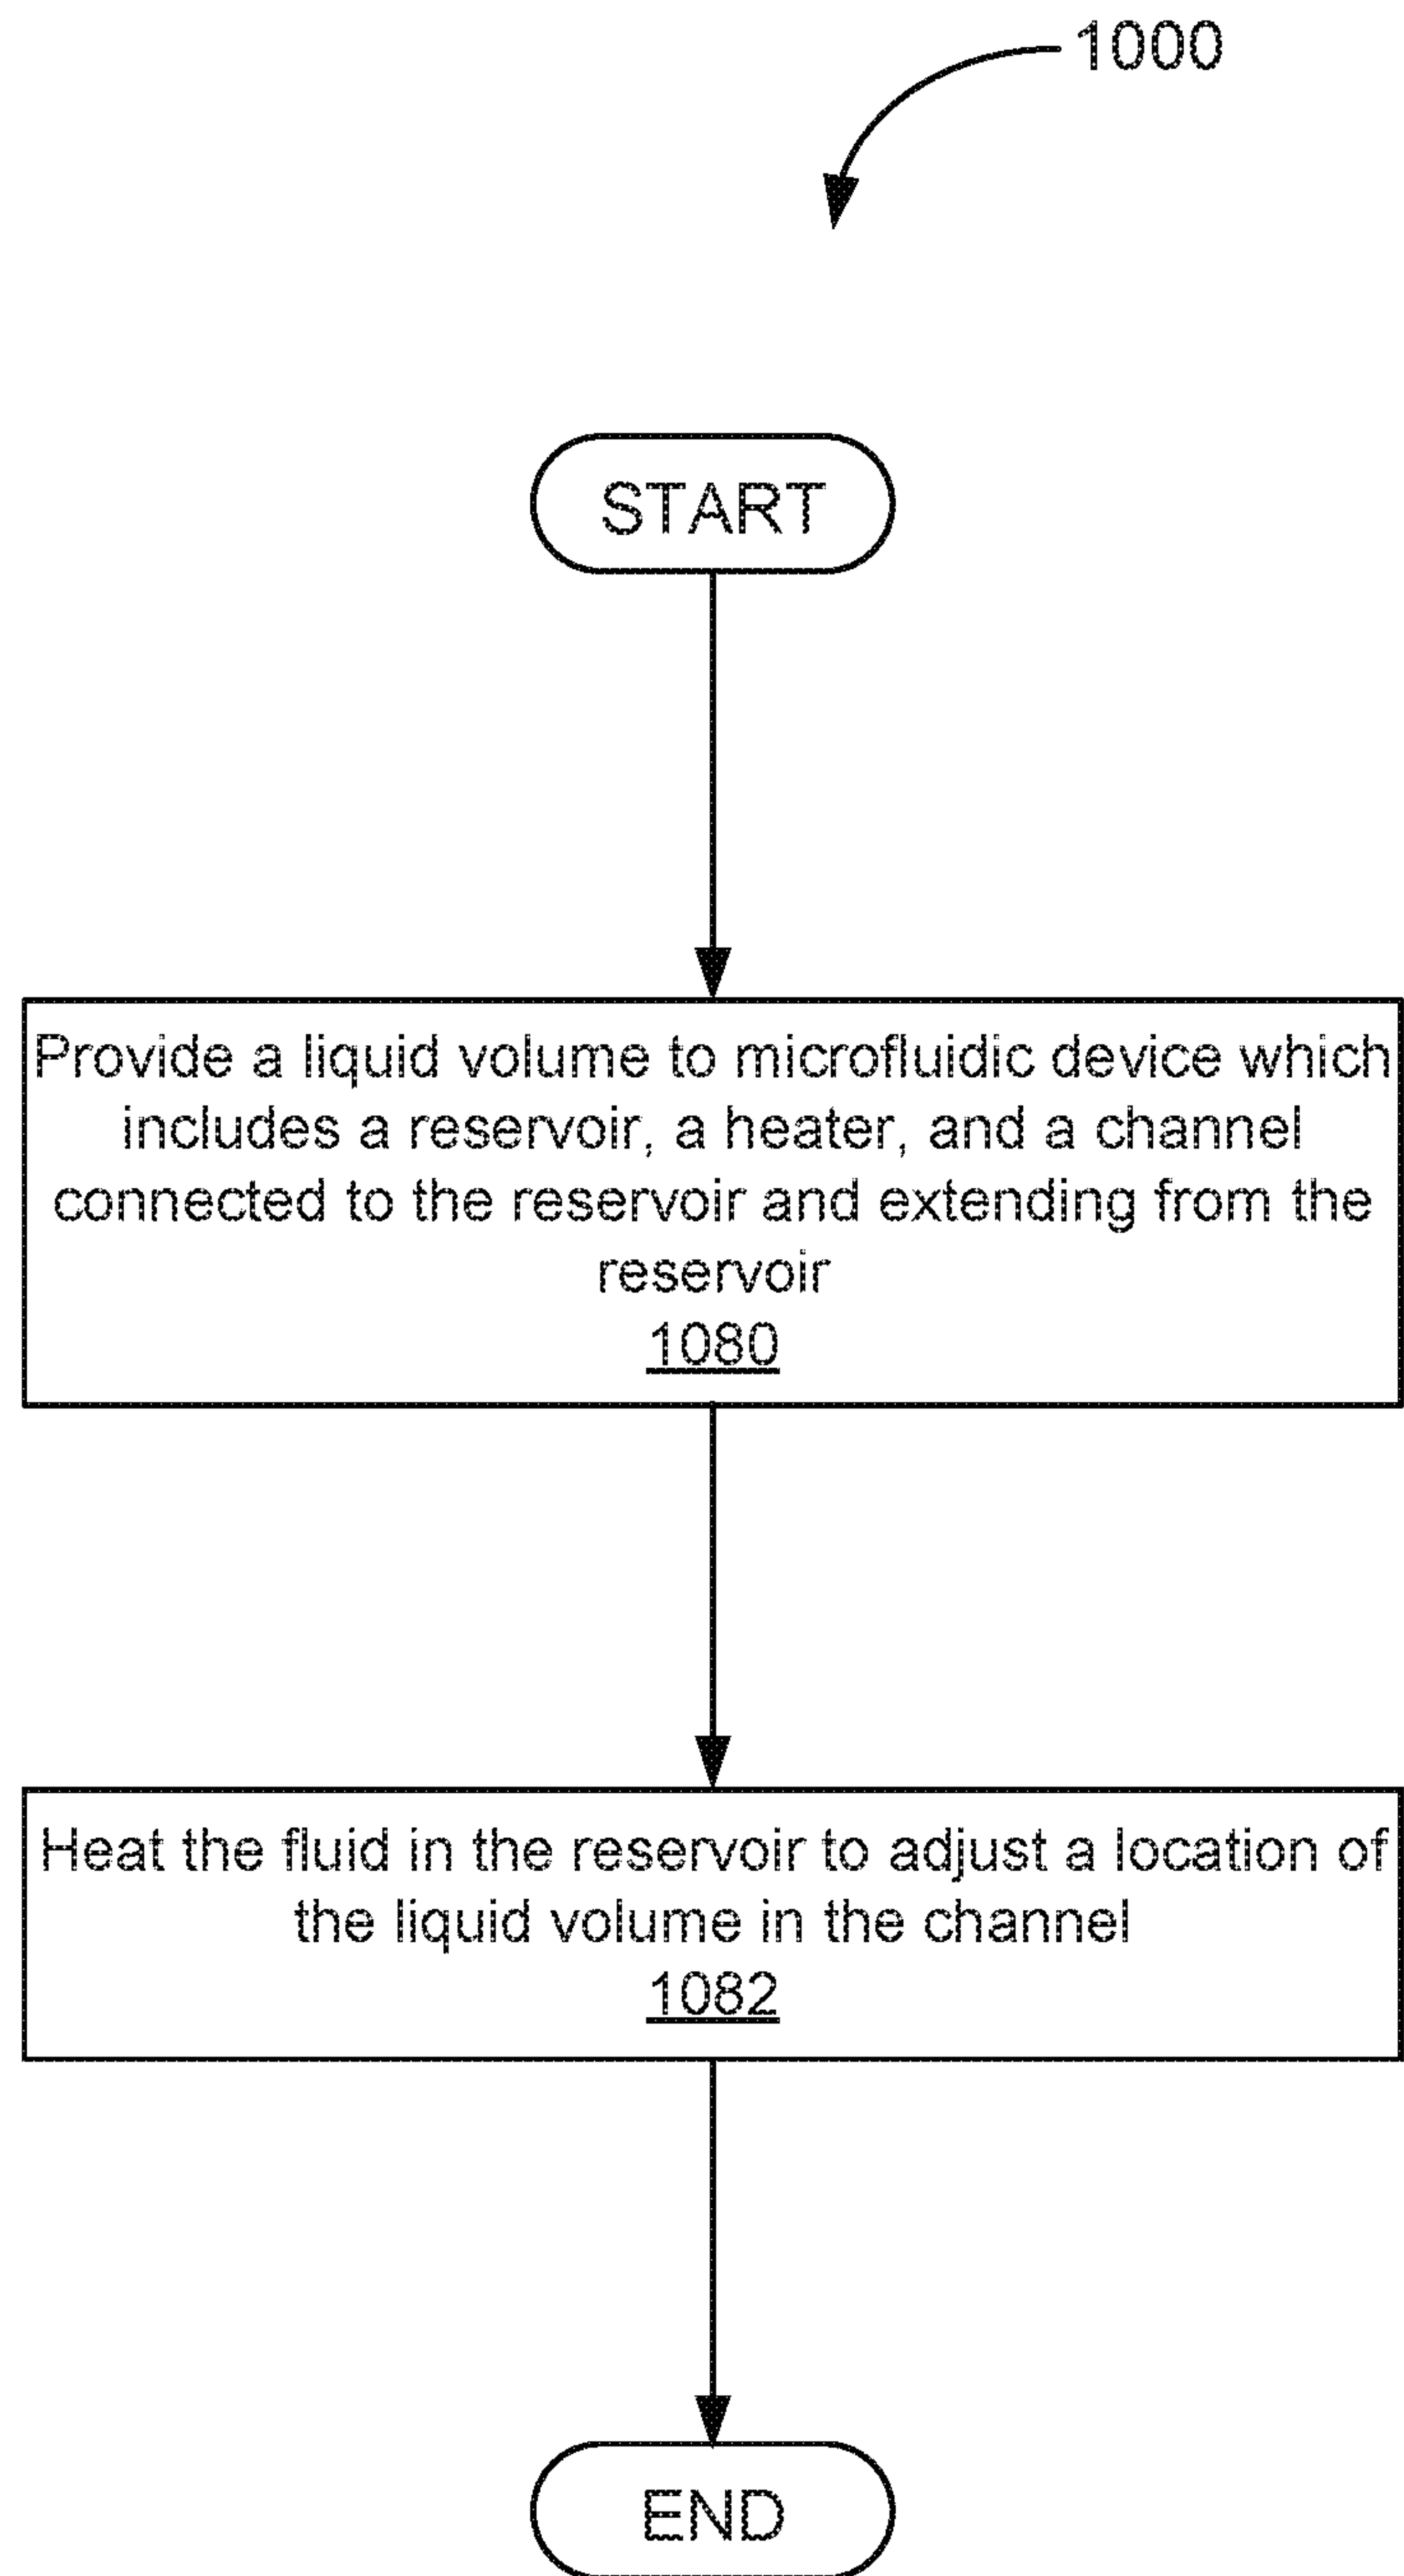 1000
START
Provide a liquid volume to microfluidic device which
includes a reservoir, a heater, and a channel
connected to the reservoir and extending from the
reservoir
1080
Heat the fluid in the reservoir to adjust a location of
the liquid volume in the channel
1082
END